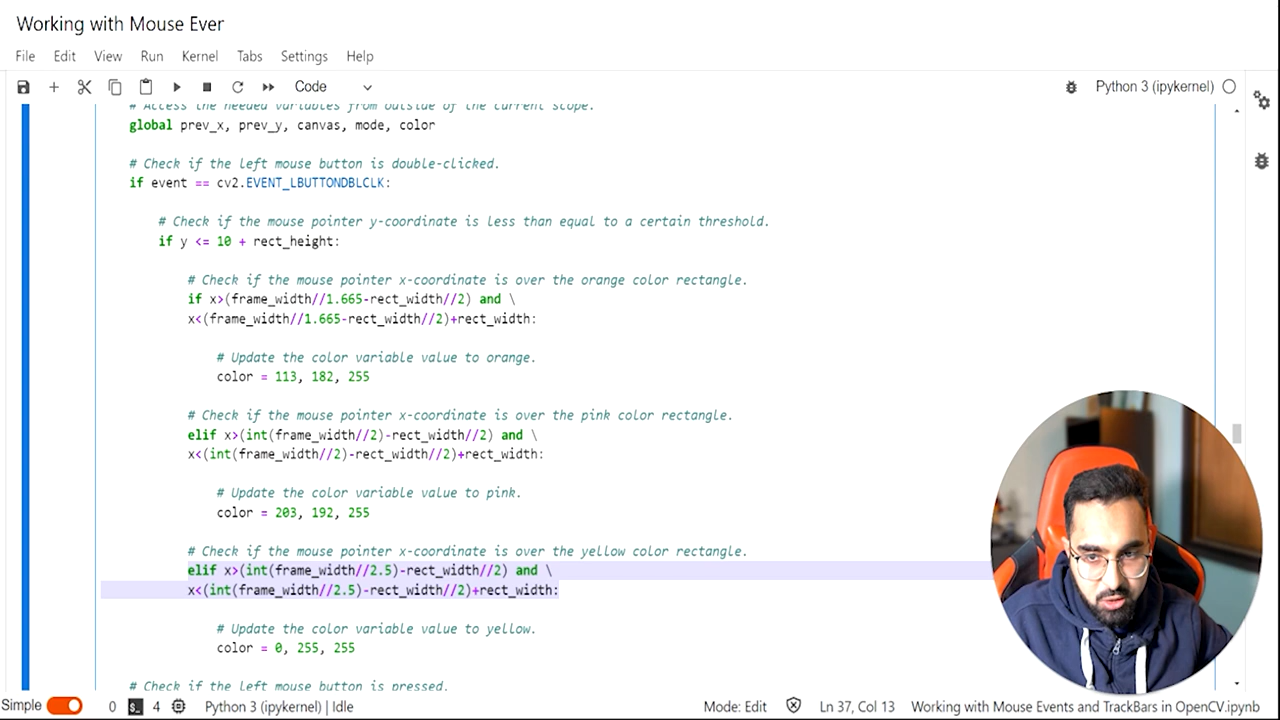 Working with Mouse Ever
File Edit View Run Kernel Tabs Settings Help
Code
Python 3 (ipykernel)
# Access the needed variables from outside of the current scope.
global prev_x, prev_y, canvas, mode, color
# Check if the left mouse button is double-clicked.
if event == cv2.EVENT_LBUTTONDBLCLK:
# Check if the mouse pointer y-coordinate is less than equal to a certain threshold.
if y <= 10 + rect_height:
# Check if the mouse pointer x-coordinate is over the orange color rectangle.
if x>(frame_width//1.665-rect_width//2) and \
x<(frame_width//1.665-rect_width//2)+rect_width:
# Update the color variable value to orange.
color = 113, 182, 255
# Check if the mouse pointer x-coordinate is over the pink color rectangle.
elif x>(int(frame_width//2)-rect_width//2) and \
x<(int(frame_width//2)-rect_width//2)+rect_width:
# Update the color variable value to pink.
color = 203, 192, 255
# Check if the mouse pointer x-coordinate is over the yellow color rectangle.
elif x>(int(frame_width//2.5)-rect_width//2) and \
x<(int(frame_width//2.5)-rect_width//2)+rect_width:
# Update the color variable value to yellow.
color = 0, 255, 255
# Check if the left mouse button is pressed.
Simple 0 $_ 4 Python 3 (ipykernel) | Idle Mode: Edit Ln 37, Col 13 Working with Mouse Events and TrackBars in OpenCV.ipynb